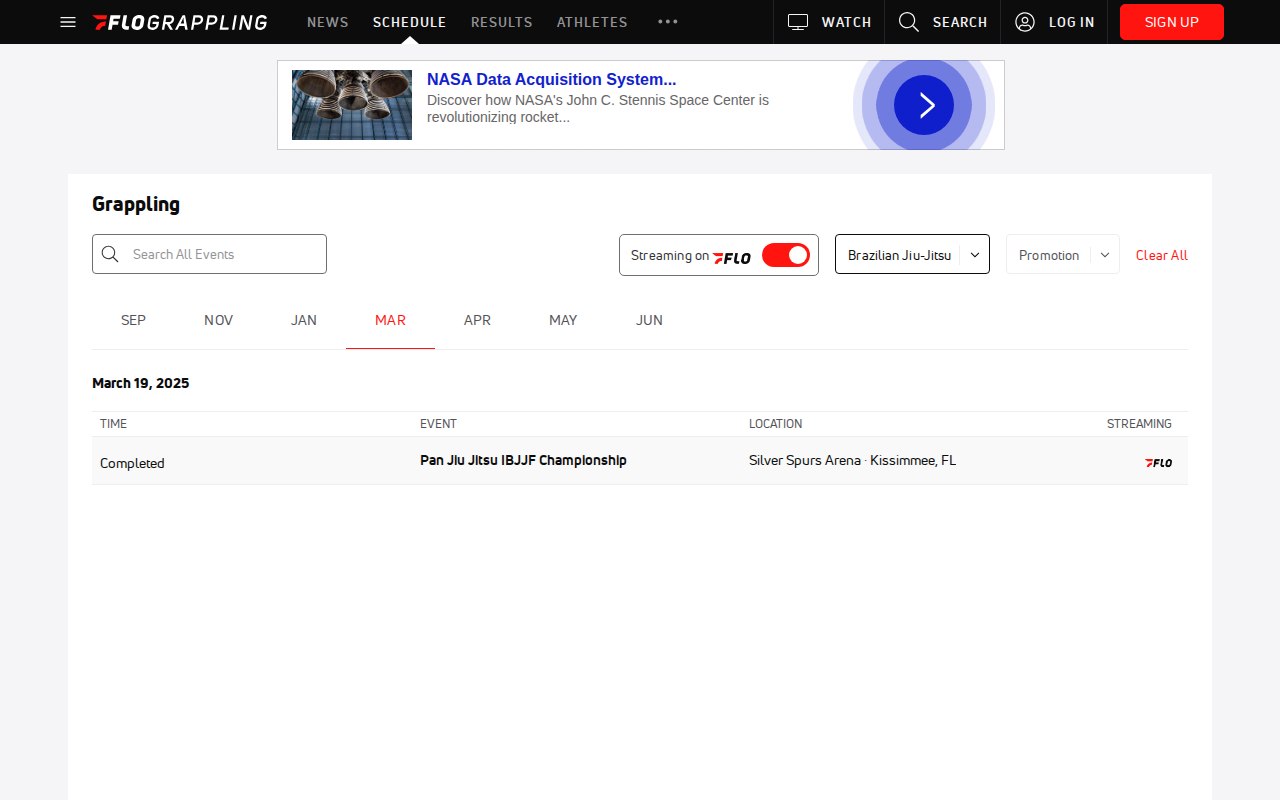 FLOGRAPPLING NEWS SCHEDULE RESULTS ATHLETES WATCH SEARCH LOG IN SIGN UP
NASA Data Acquisition System...
Discover how NASA's John C. Stennis Space Center is
revolutionizing rocket...
Grappling
Search All Events Streaming on FLO Brazilian Jiu-Jitsu Promotion Clear All
SEP NOV JAN MAR APR MAY JUN
March 19, 2025
TIME EVENT LOCATION STREAMING
Completed Pan Jiu Jitsu IBJJF Championship Silver Spurs Arena · Kissimmee, FL FLO